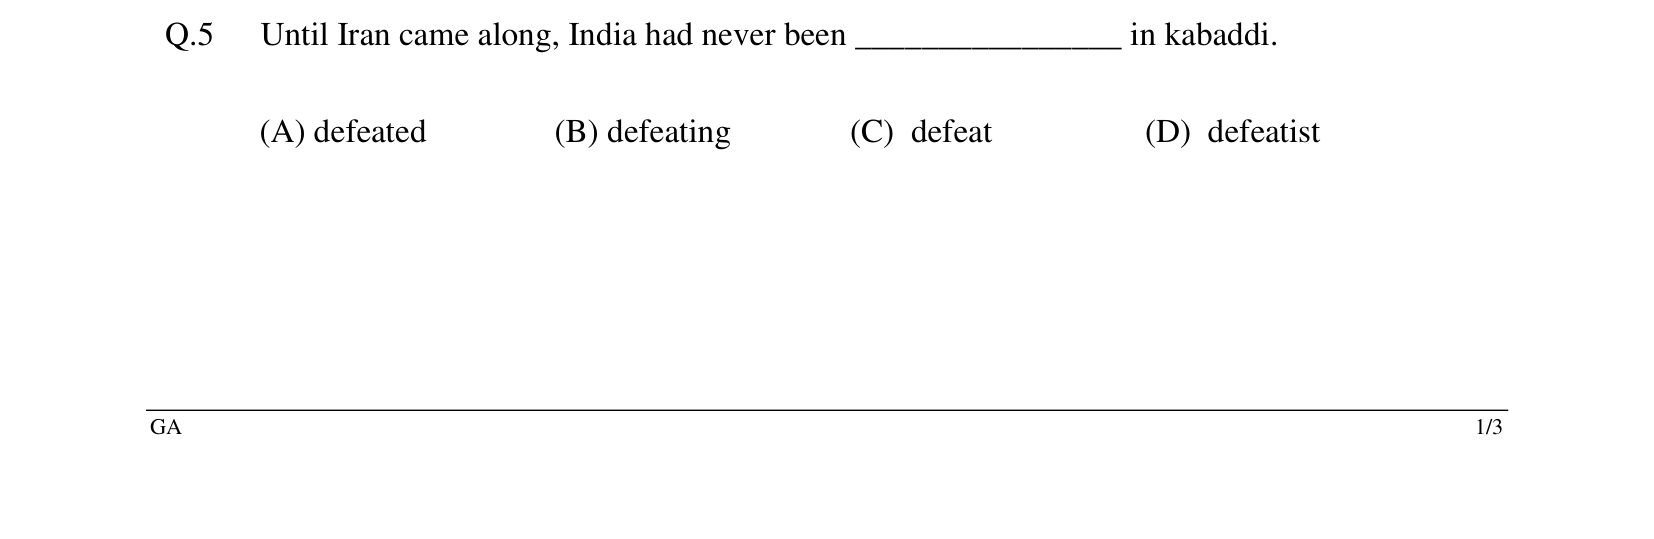 Q.5 Until Iran came along, India had never been ________________ in kabaddi.
(A) defeated (B) defeating (C) defeat (D) defeatist
GA 1/3